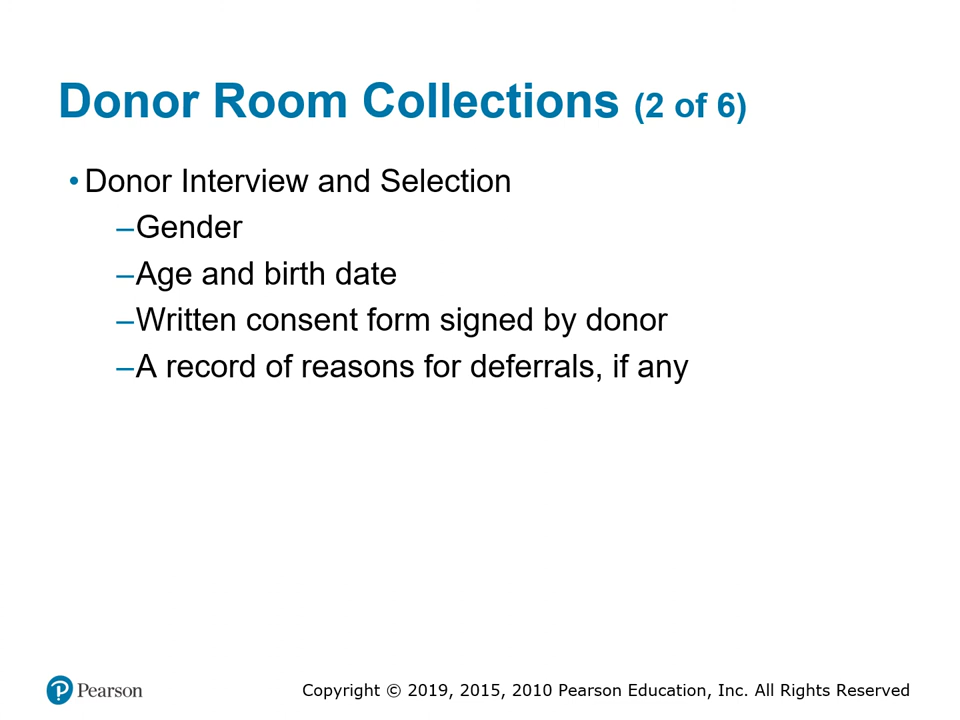 Donor Room Collections (2 of 6)
• Donor Interview and Selection
–Gender
–Age and birth date
–Written consent form signed by donor
–A record of reasons for deferrals, if any
Pearson
Copyright © 2019, 2015, 2010 Pearson Education, Inc. All Rights Reserved